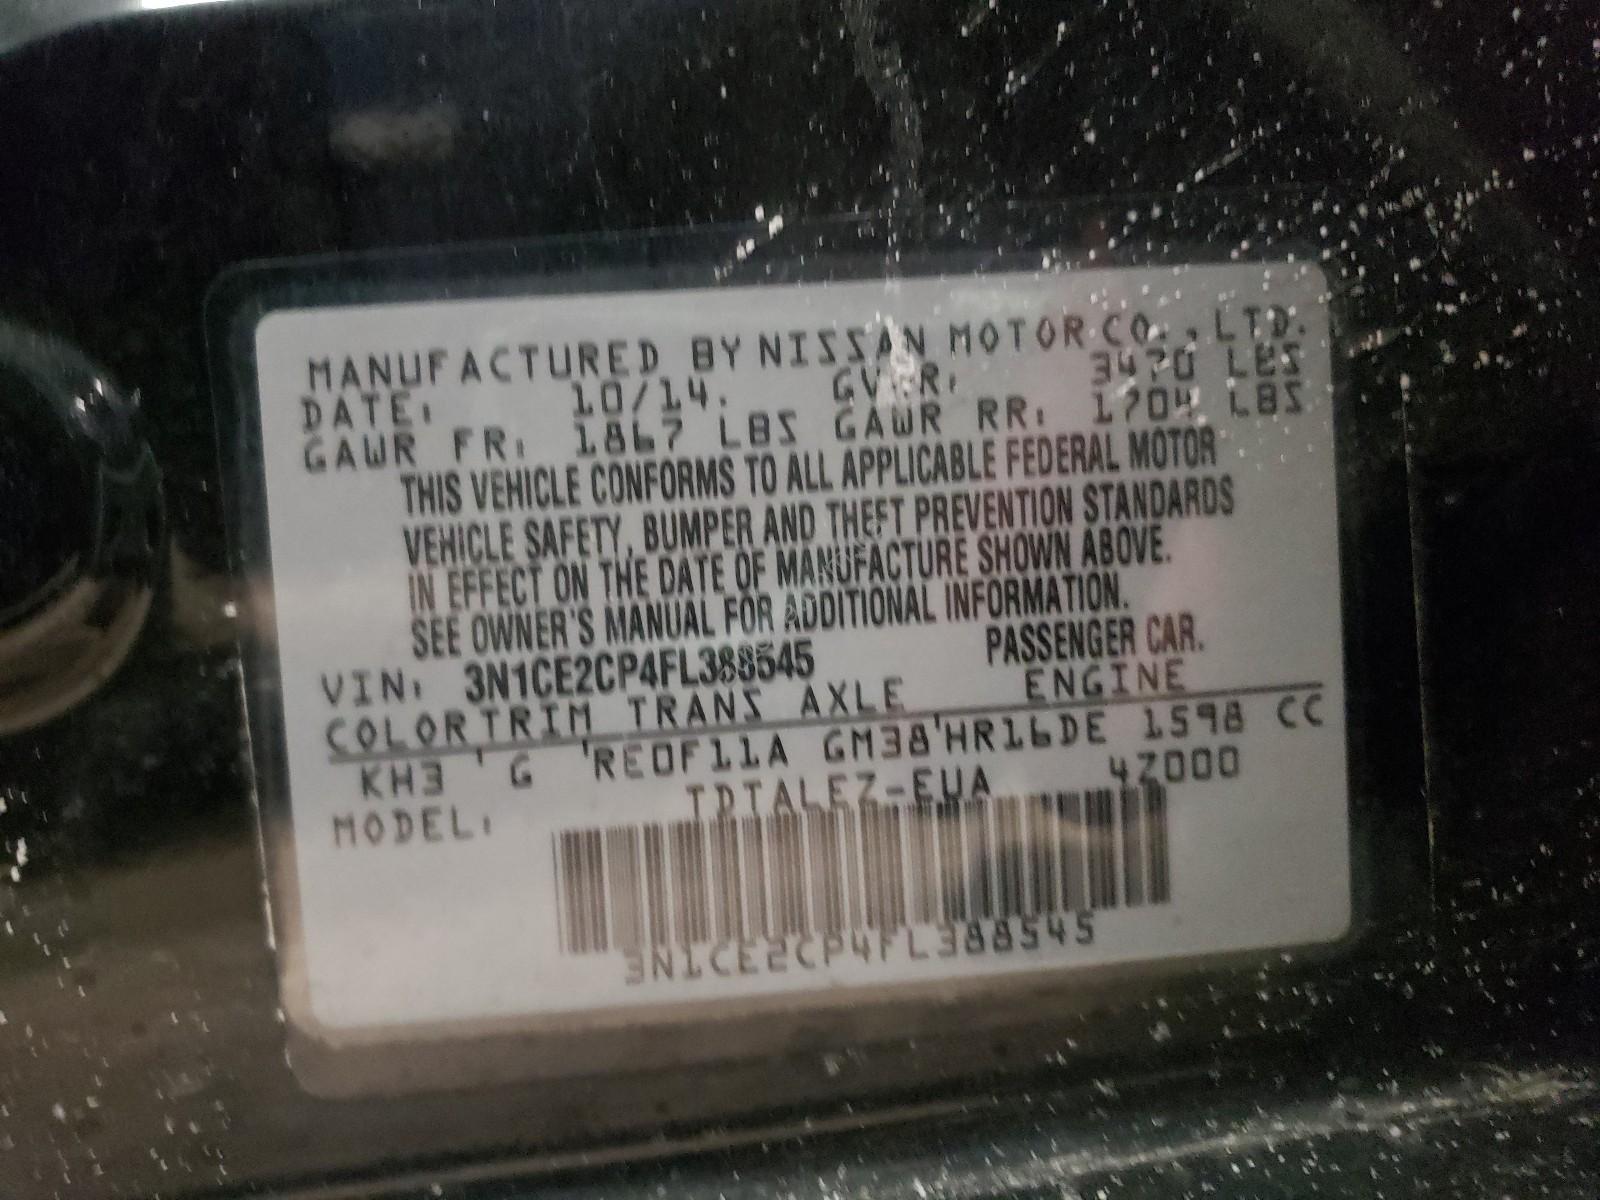 MANUFACTURED BY NISSAN MOTOR CO., LTD.
DATE: 10/14. GVWR: 3470 LBS
GAWR FR: 1867 LBS GAWR RR: 1704 LBS
THIS VEHICLE CONFORMS TO ALL APPLICABLE FEDERAL MOTOR
VEHICLE SAFETY, BUMPER AND THEFT PREVENTION STANDARDS
IN EFFECT ON THE DATE OF MANUFACTURE SHOWN ABOVE.
SEE OWNER'S MANUAL FOR ADDITIONAL INFORMATION.
VIN: 3N1CE2CP4FL388545 PASSENGER CAR.
COLOR TRIM TRANS AXLE ENGINE
KH3 ' G 'RE0F11A GM38'HR16DE 1598 CC
MODEL: TDTALEZ-EUA 4Z000
3N1CE2CP4FL388545